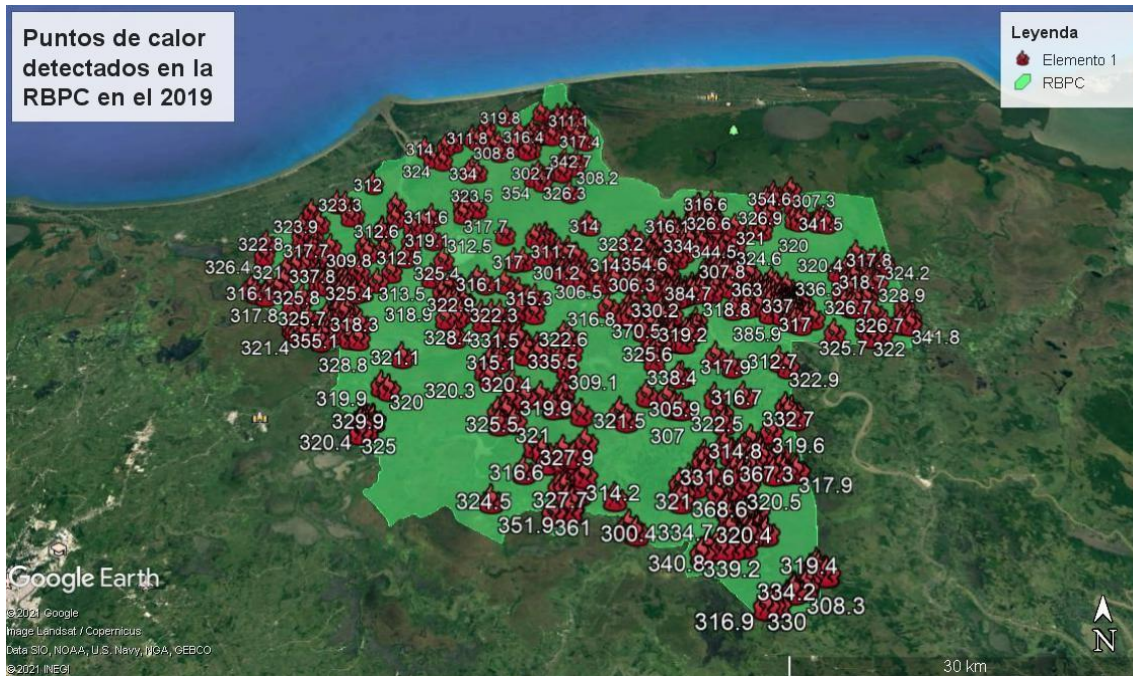 Puntos de calor
detectados en la
RBPC en el 2019
Leyenda
Elemento 1
RBPC
319.8 311.1
311.8 316.4 317.4
314 308.8
324 334 302.7 342.7 308.2
312 354 326.3
323.3 323.5 316.6 354.6 307.3
323.9 312.6 311.6 317.7 314 316.1 326.6 326.9 341.5
322.8 317.7 319.1 312.5 323.2 334 321 320
326.4 321 309.8 312.5 317 311.7 344.5 324.6 317.8
337.8 325.4 301.2 314 354.6 307.8 320.4 324.2
316.1 325.8 325.4 313.5 316.1 306.5 306.3 384.7 363 318.7
322.9 315.3 328.9
317.8 325.7 318.3 318.9 322.3 316.8 330.2 318.8 337 326.7
355.1 370.5 319.2 317 326.7
321.4 328.4 331.5 322.6 385.9 341.8
328.8 321.1 315.1 335.5 325.6 317.9 312.7 325.7 322
319.9 320 320.3 320.4 309.1 338.4 322.9
329.9 319.9 305.9 316.7
320.4 325 325.5 321.5 322.5 332.7
321 307
327.9 314.8 319.6
316.6 331.6 367.3 317.9
324.5 327.7 314.2 321 368.6 320.5
351.9 361 300.4 334.7 320.4
340.8 339.2 319.4
334.2 308.3
316.9 330
Google Earth
©2021 Google
Image Landsat / Copernicus
Data SIO, NOAA, U.S. Navy, NGA, GEBCO
©2021 INEGI
N
30 km